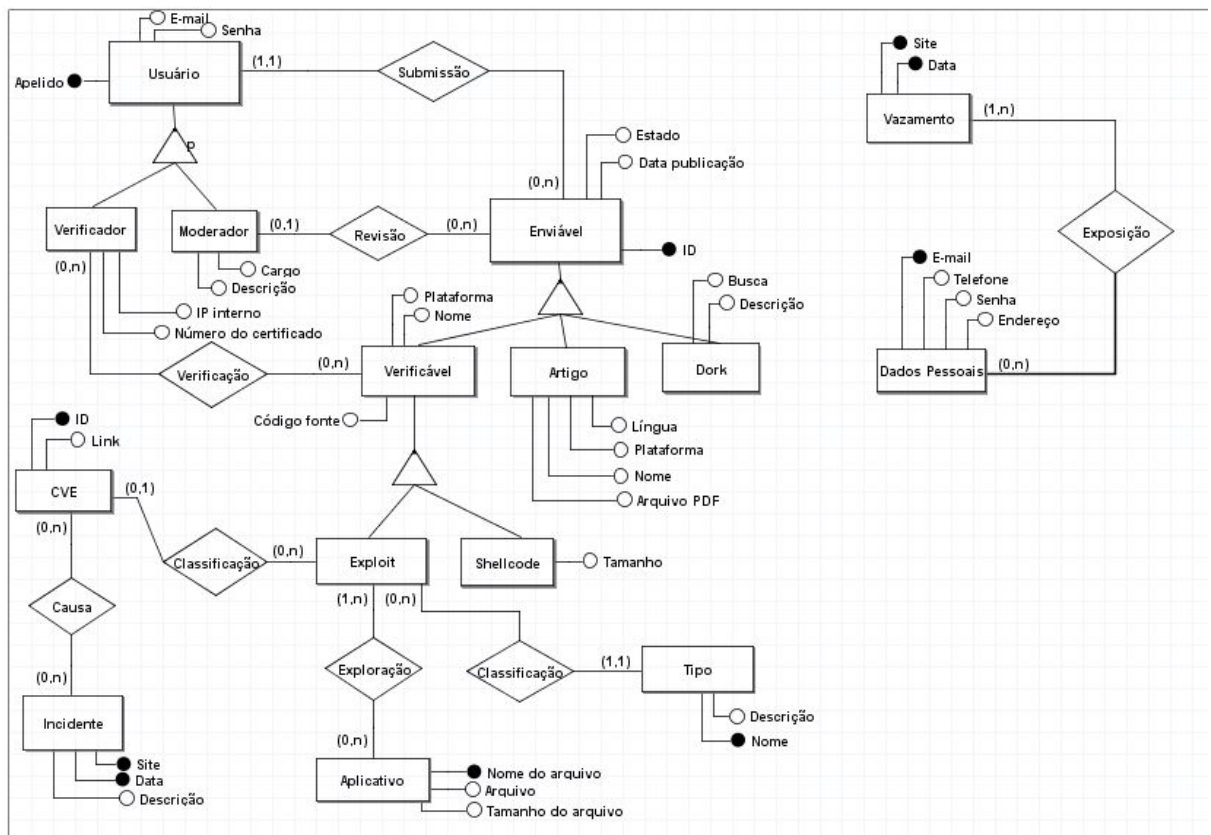 E-mail
Senha
Usuário
Apelido
(1,1)
Submissão
Site
Data
Vazamento
(1,n)
p
Estado
Data publicação
(0,n)
Verificador
(0,n)
Moderador
(0,1)
Revisão
(0,n)
Enviável
ID
Exposição
Cargo
Descrição
IP interno
Número do certificado
Plataforma
Nome
Busca
Descrição
E-mail
Telefone
Senha
Endereço
Verificação
(0,n)
Verificável
Artigo
Dork
Dados Pessoais
(0,n)
Código fonte
Língua
Plataforma
Nome
Arquivo PDF
ID
Link
CVE
(0,1)
(0,n)
Classificação
(0,n)
Exploit
Shellcode
Tamanho
Causa
(1,n)
(0,n)
Exploração
Classificação
(1,1)
Tipo
Descrição
Nome
(0,n)
Incidente
Site
Data
Descrição
(0,n)
Aplicativo
Nome do arquivo
Arquivo
Tamanho do arquivo